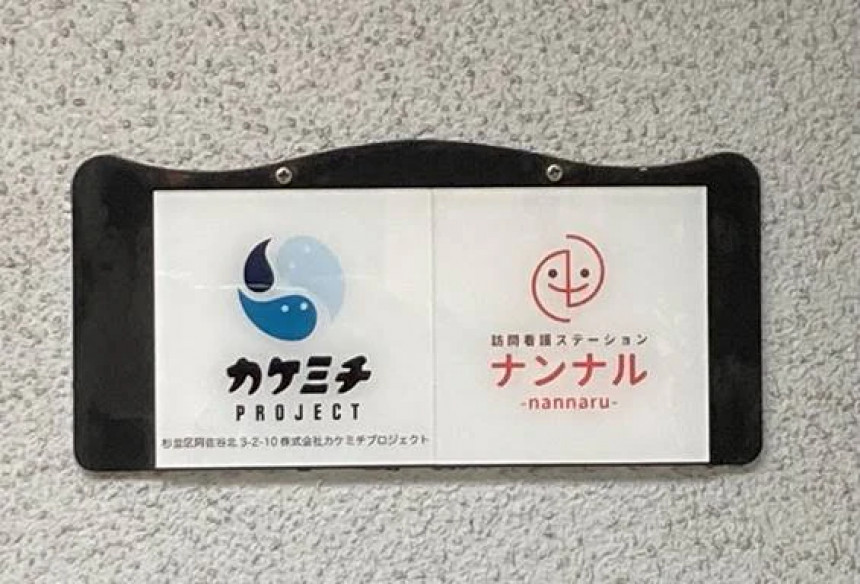 カケミチ
PROJECT
杉並区阿佐谷北 3-2-10 株式会社カケミチプロジェクト
訪問看護ステーション
ナンナル
-nannaru-